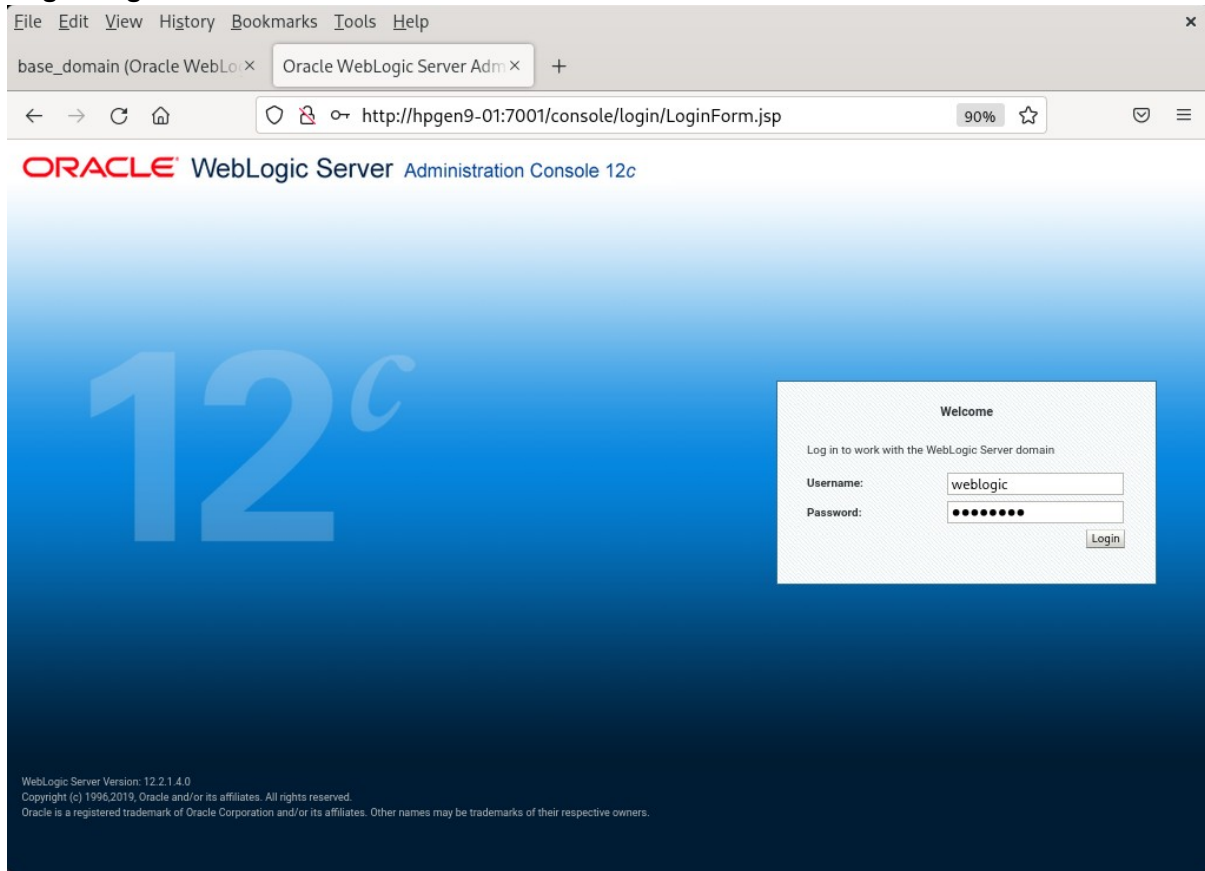 File Edit View History Bookmarks Tools Help
base_domain (Oracle WebLo
Oracle WebLogic Server Adm
http://hpgen9-01:7001/console/login/LoginForm.jsp
90%
ORACLE WebLogic Server Administration Console 12c
12c
Welcome
Log in to work with the WebLogic Server domain
Username: weblogic
Password: ●●●●●●●●
Login
WebLogic Server Version: 12.2.1.4.0
Copyright (c) 1996,2019, Oracle and/or its affiliates. All rights reserved.
Oracle is a registered trademark of Oracle Corporation and/or its affiliates. Other names may be trademarks of their respective owners.